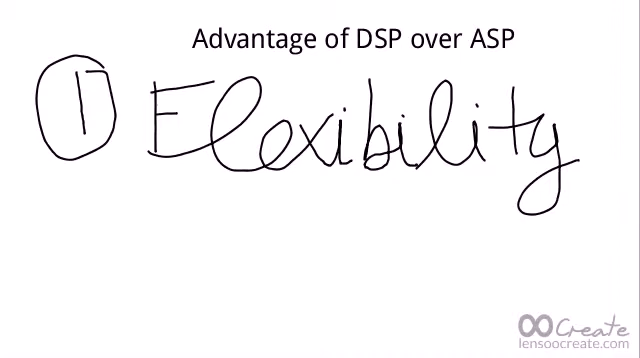 Advantage of DSP over ASP
1 Flexibility
Create
lensoocreate.com